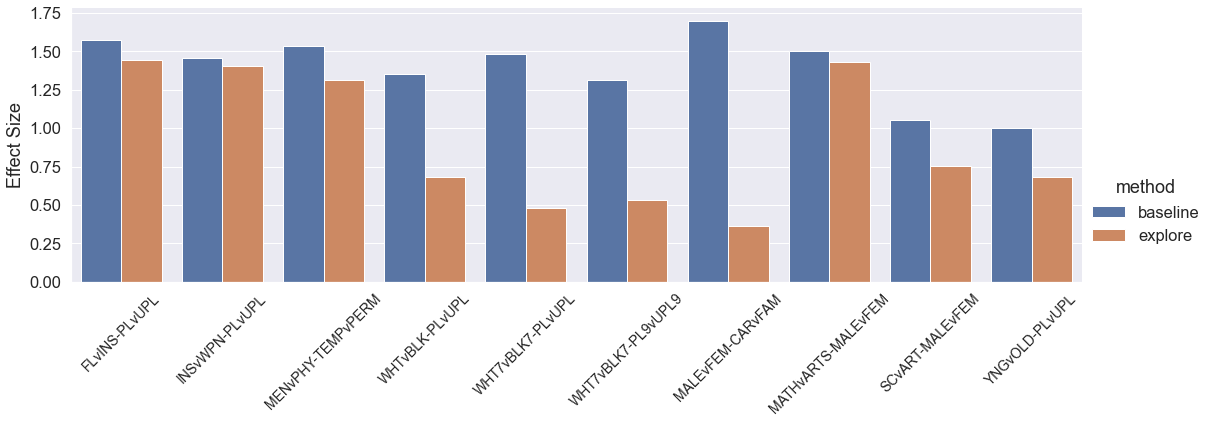 1.75
1.50
1.25
1.00
0.75
0.50
0.25
0.00
Effect Size
FLvINS-PLvUPL
INSvWPN-PLvUPL
MENvPHY-TEMPvPERM
WHTvBLK-PLvUPL
WHT7vBLK7-PLvUPL
WHT7vBLK7-PL9vUPL9
MALEvFEM-CARvFAM
MATHvARTS-MALEvFEM
SCvART-MALEvFEM
YNGvOLD-PLvUPL
method
baseline
explore